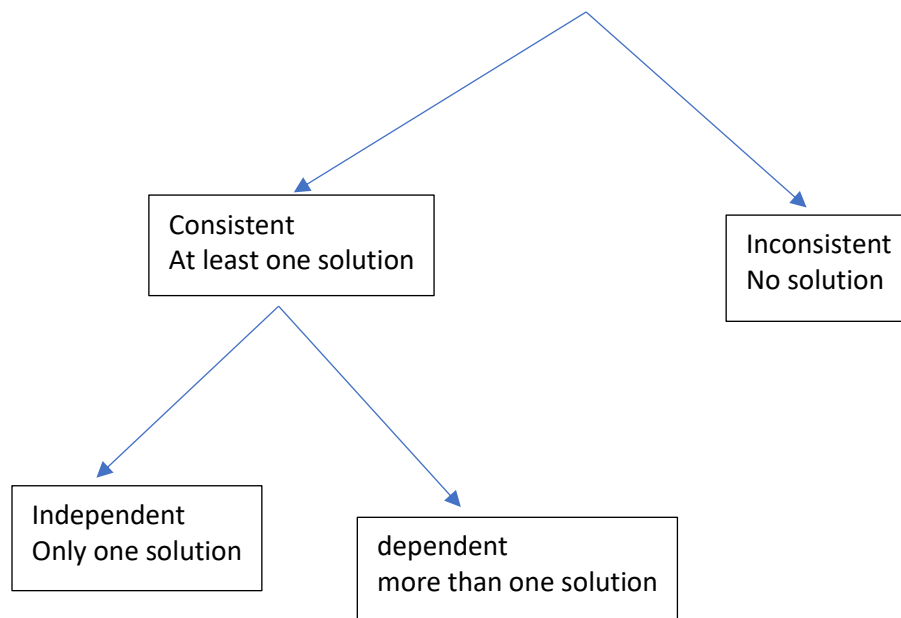 Consistent
At least one solution
Inconsistent
No solution
Independent
Only one solution
dependent
more than one solution